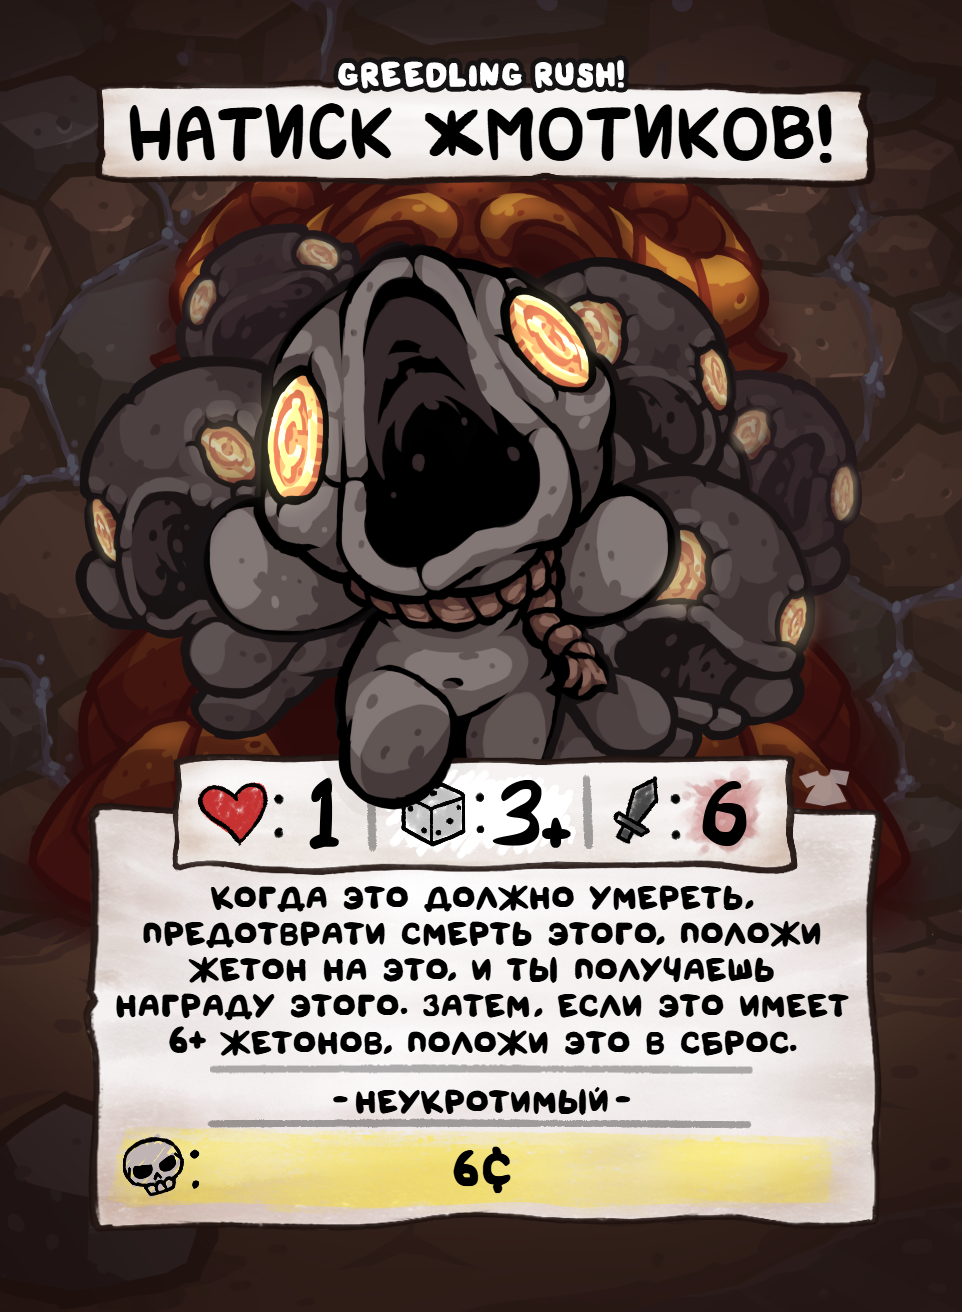 GREEDLING RUSH!
НАТИСК ЖМОТИКОВ!
: 1 : 3+ : 6
КОГДА ЭТО ДОЛЖНО УМЕРЕТЬ,
ПРЕДОТВРАТИ СМЕРТЬ ЭТОГО, ПОЛОЖИ
ЖЕТОН НА ЭТО, И ТЫ ПОЛУЧАЕШЬ
НАГРАДУ ЭТОГО. ЗАТЕМ, ЕСЛИ ЭТО ИМЕЕТ
6+ ЖЕТОНОВ, ПОЛОЖИ ЭТО В СБРОС.
-НЕУКРОТИМЫЙ-
: 6¢